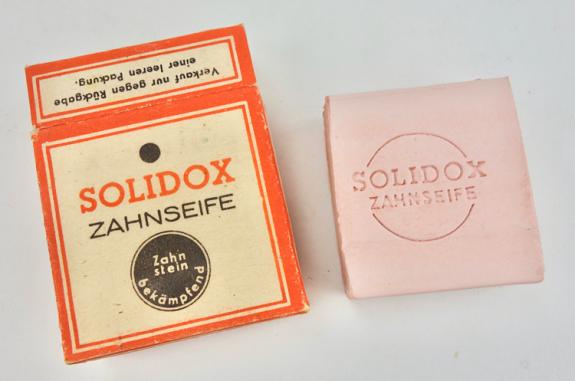 Verkauf nur gegen Rückgabe
einer leeren Packung.
SOLIDOX
ZAHNSEIFE
Zahn
stein
bekämpfend
SOLIDOX
ZAHNSEIFE